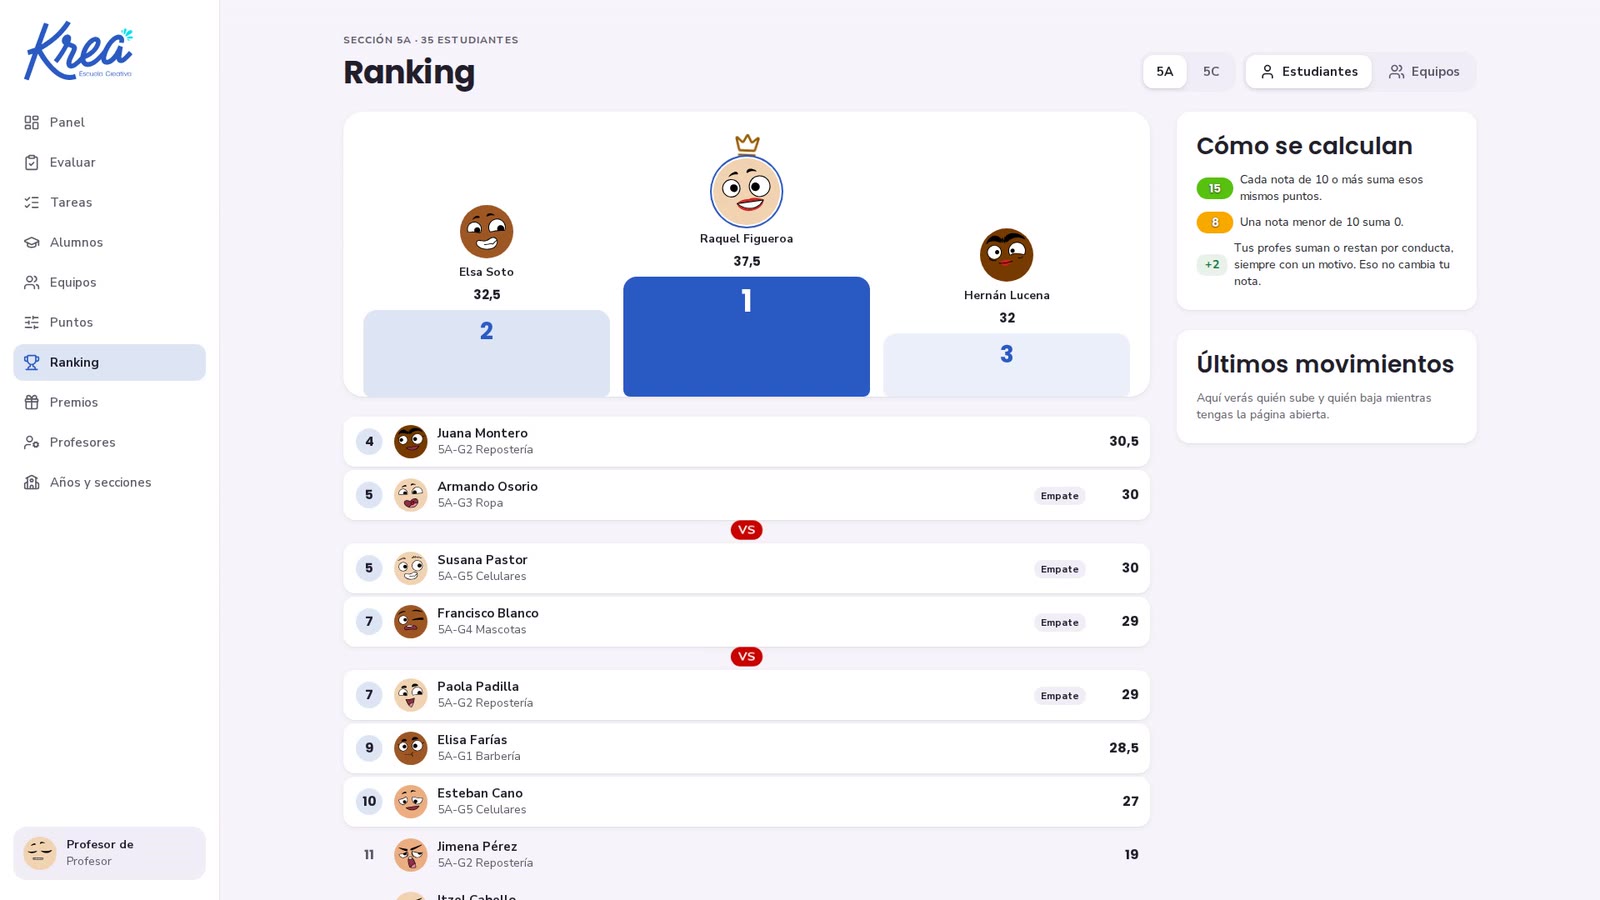 Krea
Escuela Creativa
Panel
Evaluar
Tareas
Alumnos
Equipos
Puntos
Ranking
Premios
Profesores
Años y secciones
Profesor de
Profesor
SECCIÓN 5A · 35 ESTUDIANTES
Ranking
5A
5C
Estudiantes
Equipos
Raquel Figueroa
37,5
1
Elsa Soto
32,5
2
Hernán Lucena
32
3
4
Juana Montero
5A-G2 Repostería
30,5
5
Armando Osorio
5A-G3 Ropa
Empate
30
VS
5
Susana Pastor
5A-G5 Celulares
Empate
30
7
Francisco Blanco
5A-G4 Mascotas
Empate
29
VS
7
Paola Padilla
5A-G2 Repostería
Empate
29
9
Elisa Farías
5A-G1 Barbería
28,5
10
Esteban Cano
5A-G5 Celulares
27
11
Jimena Pérez
5A-G2 Repostería
19
Itzel Cabello
Cómo se calculan
15
Cada nota de 10 o más suma esos
mismos puntos.
8
Una nota menor de 10 suma 0.
+2
Tus profes suman o restan por conducta,
siempre con un motivo. Eso no cambia tu
nota.
Últimos movimientos
Aquí verás quién sube y quién baja mientras
tengas la página abierta.